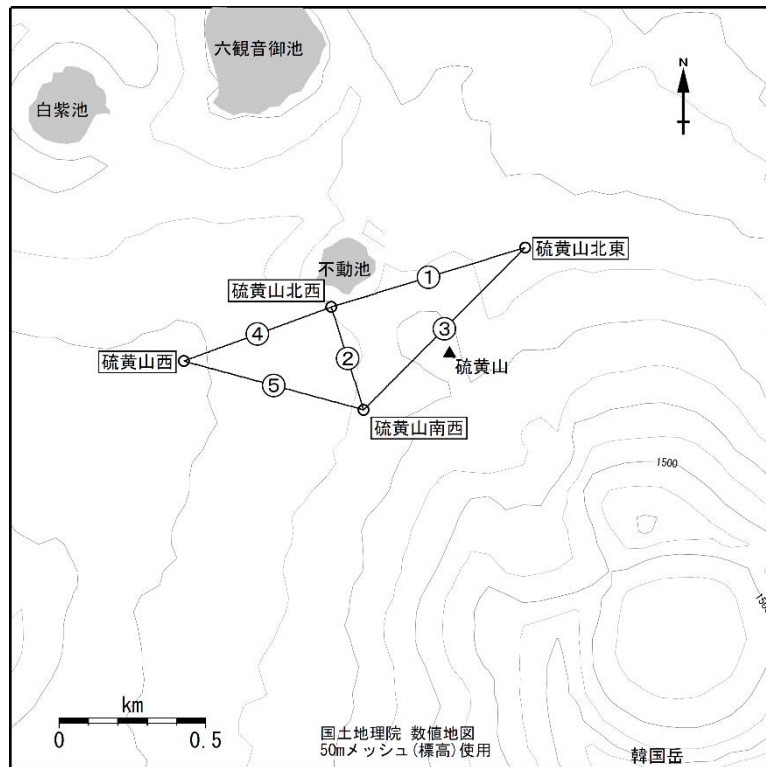 六観音御池
白紫池
N
硫黄山北東
不動池
①
硫黄山北西
③
④
硫黄山西
②
硫黄山
⑤
硫黄山南西
1500
1500
km
0 0.5
国土地理院 数値地図
50mメッシュ(標高)使用
韓国岳